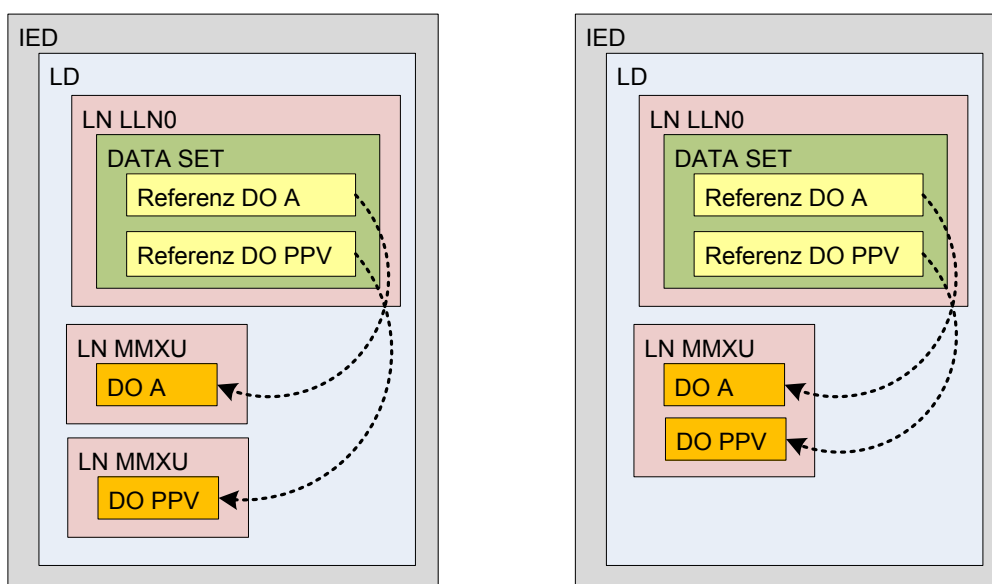 IED
LD
LN LLN0
DATA SET
Referenz DO A
Referenz DO PPV
LN MMXU
DO A
LN MMXU
DO PPV
IED
LD
LN LLN0
DATA SET
Referenz DO A
Referenz DO PPV
LN MMXU
DO A
DO PPV